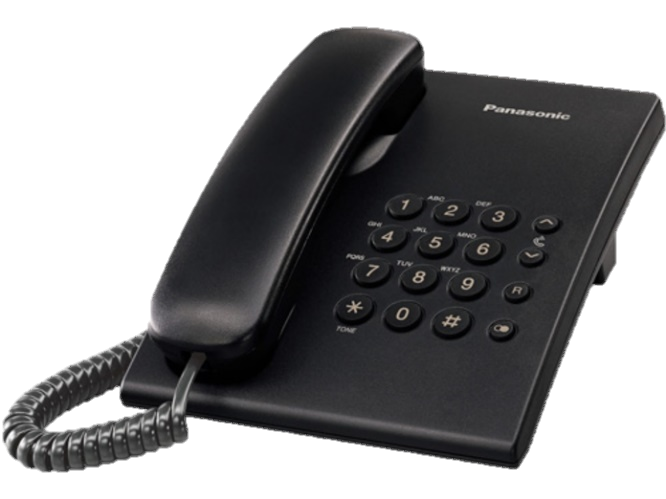 Panasonic
1 ABC 2 DEF 3
GHI 4 JKL 5 MNO 6
PQRS 7 TUV 8 WXYZ 9 R
* 0 #
TONE